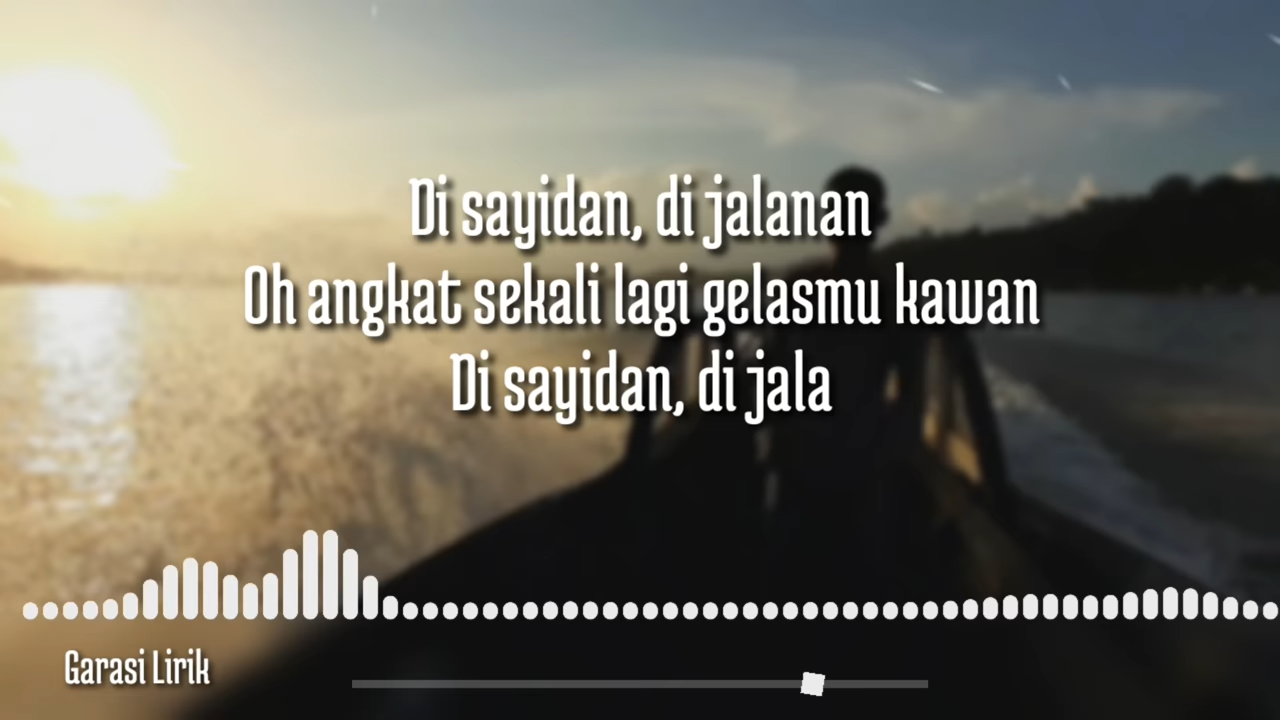 Di sayidan, di jalanan
Oh angkat sekali lagi gelasmu kawan
Di sayidan, di jala
Garasi Lirik